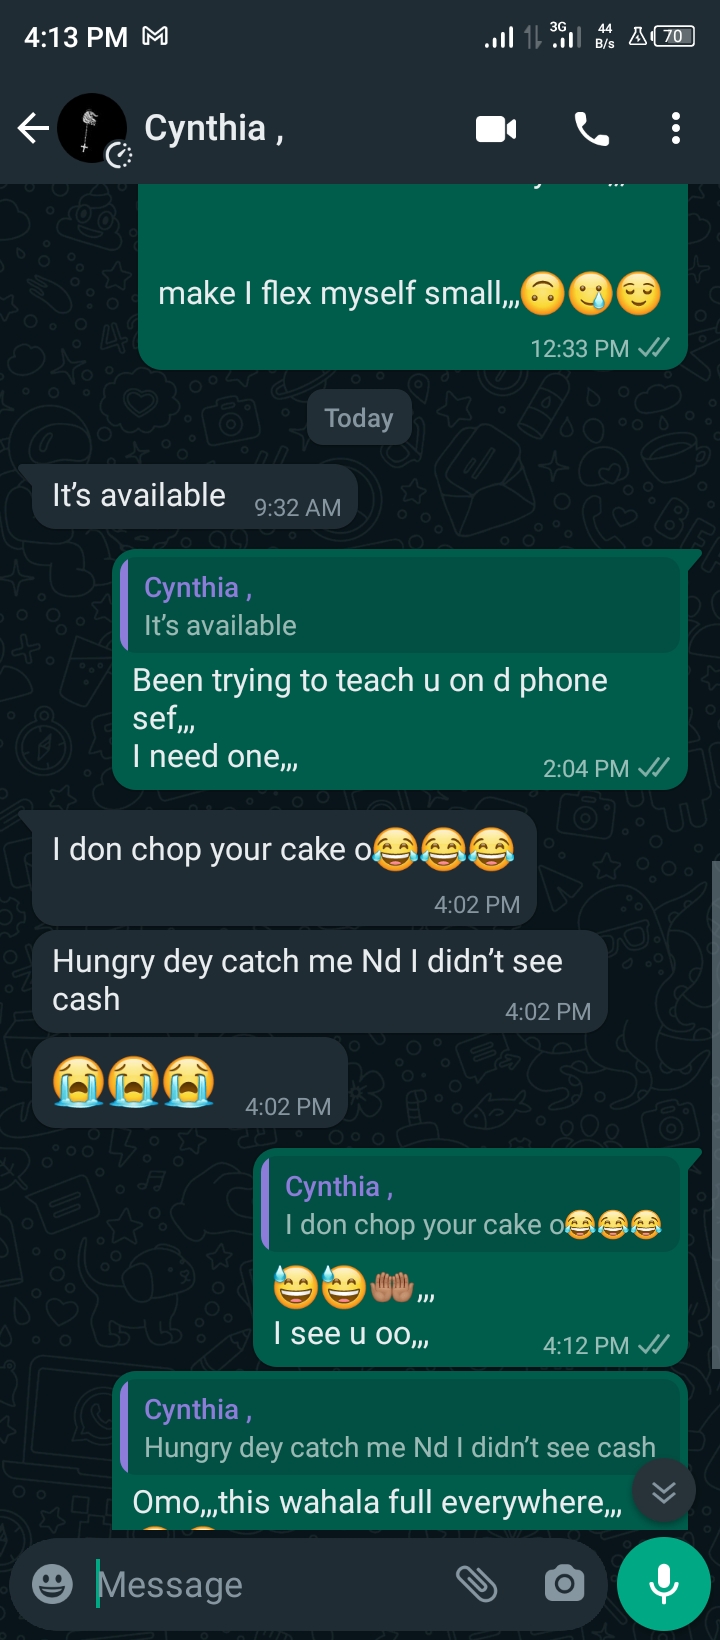 4:13 PM
3G
44
B/s
70
Cynthia ,
make I flex myself small,,,😉🥲😌
12:33 PM
Today
It's available
9:32 AM
Cynthia ,
It's available
Been trying to teach u on d phone
sef,,,
I need one,,,
2:04 PM
I don chop your cake o😂😂😂
4:02 PM
Hungry dey catch me Nd I didn't see
cash
4:02 PM
😭😭😭
4:02 PM
Cynthia ,
I don chop your cake o😂😂😂
😅😅🤲🏽,,,
I see u oo,,,
4:12 PM
Cynthia ,
Hungry dey catch me Nd I didn't see cash
Omo,,,this wahala full everywhere,,,
Message